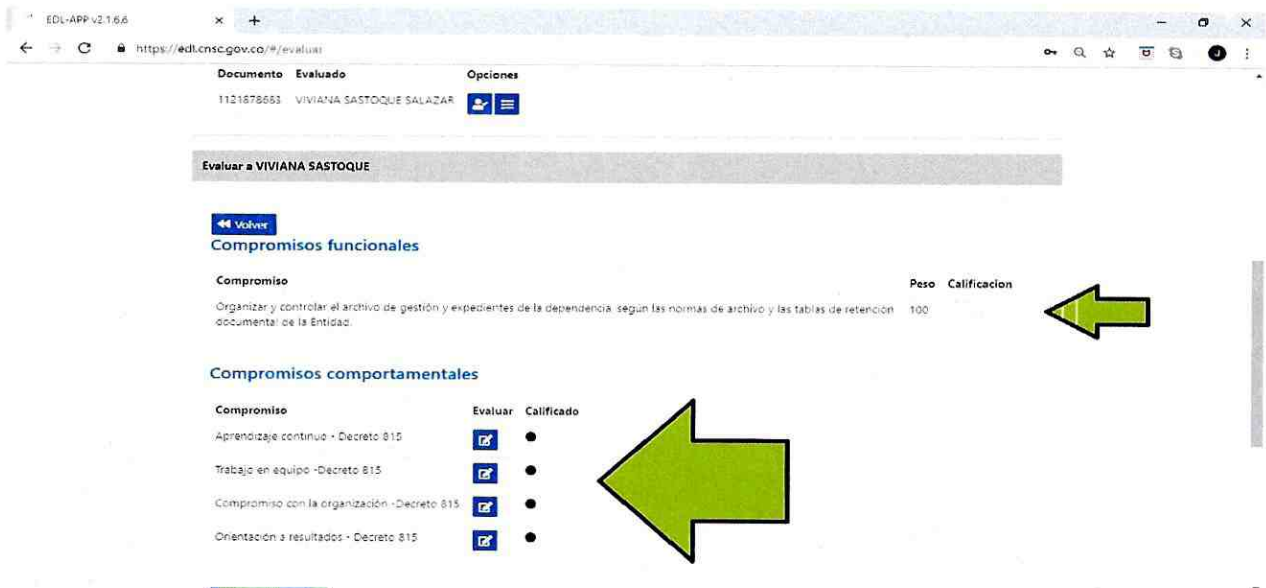 EDL-APP v2.1.6.6
https://edl.cnsc.gov.co/#/evaluar
Documento Evaluado Opciones
1121878683 VIVIANA SASTOQUE SALAZAR
Evaluar a VIVIANA SASTOQUE
Volver
Compromisos funcionales
Compromiso Peso Calificacion
Organizar y controlar el archivo de gestión y expedientes de la dependencia, según las normas de archivo y las tablas de retención 100
documental de la Entidad.
Compromisos comportamentales
Compromiso Evaluar Calificado
Aprendizaje continuo - Decreto 815
Trabajo en equipo -Decreto 815
Compromiso con la organización -Decreto 815
Orientación a resultados - Decreto 815